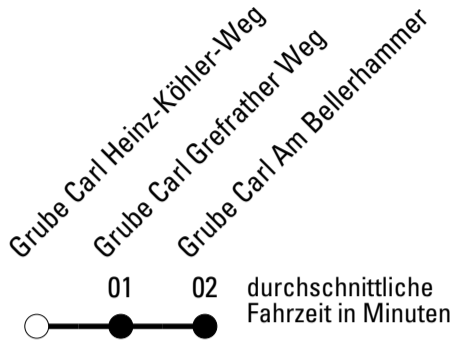 Grube Carl Heinz-Köhler-Weg
Grube Carl Grefrather Weg
Grube Carl Am Bellerhammer
01 02 durchschnittliche
Fahrzeit in Minuten